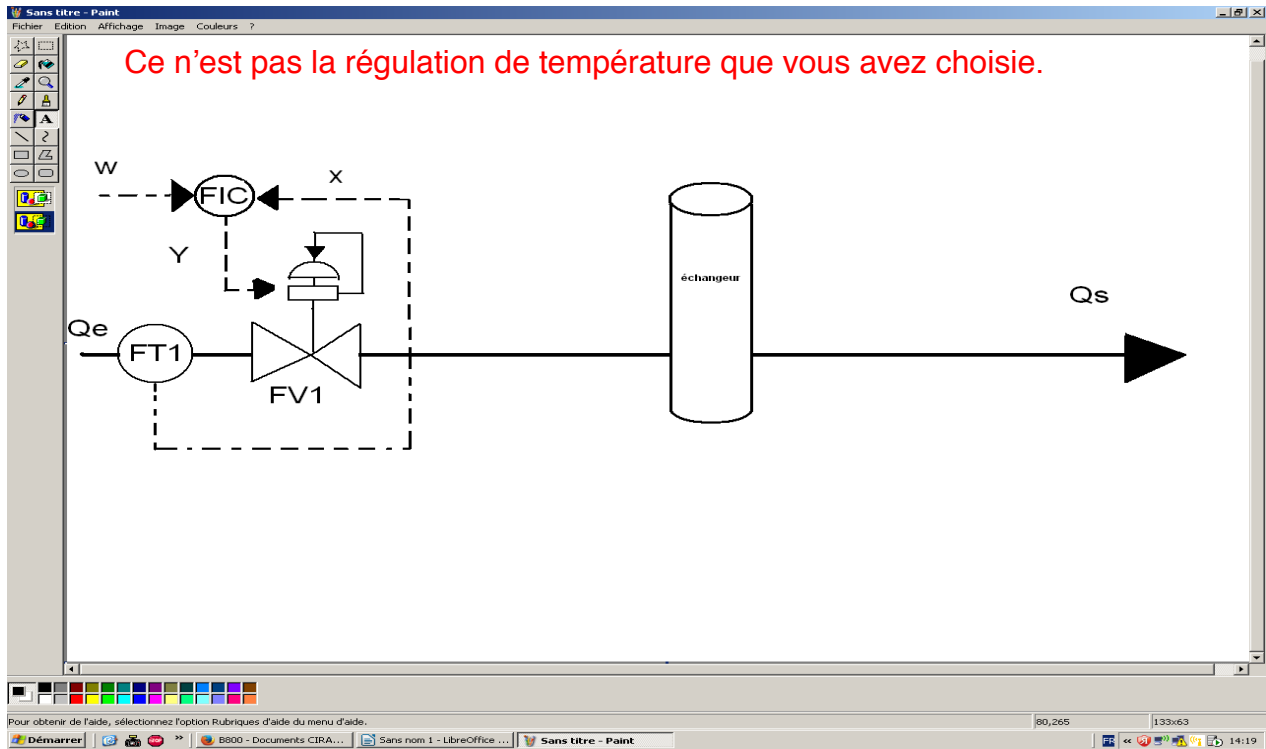 Sans titre - Paint
Fichier Edition Affichage Image Couleurs ?
Ce n’est pas la régulation de température que vous avez choisie.
W
FIC
x
Y
échangeur
Qs
Qe
FT1
FV1
Pour obtenir de l'aide, sélectionnez l'option Rubriques d'aide du menu d'aide.
80,265
133x63
Démarrer
»
B800 - Documents CIRA...
Sans nom 1 - LibreOffice ...
Sans titre - Paint
FR
«
14:19